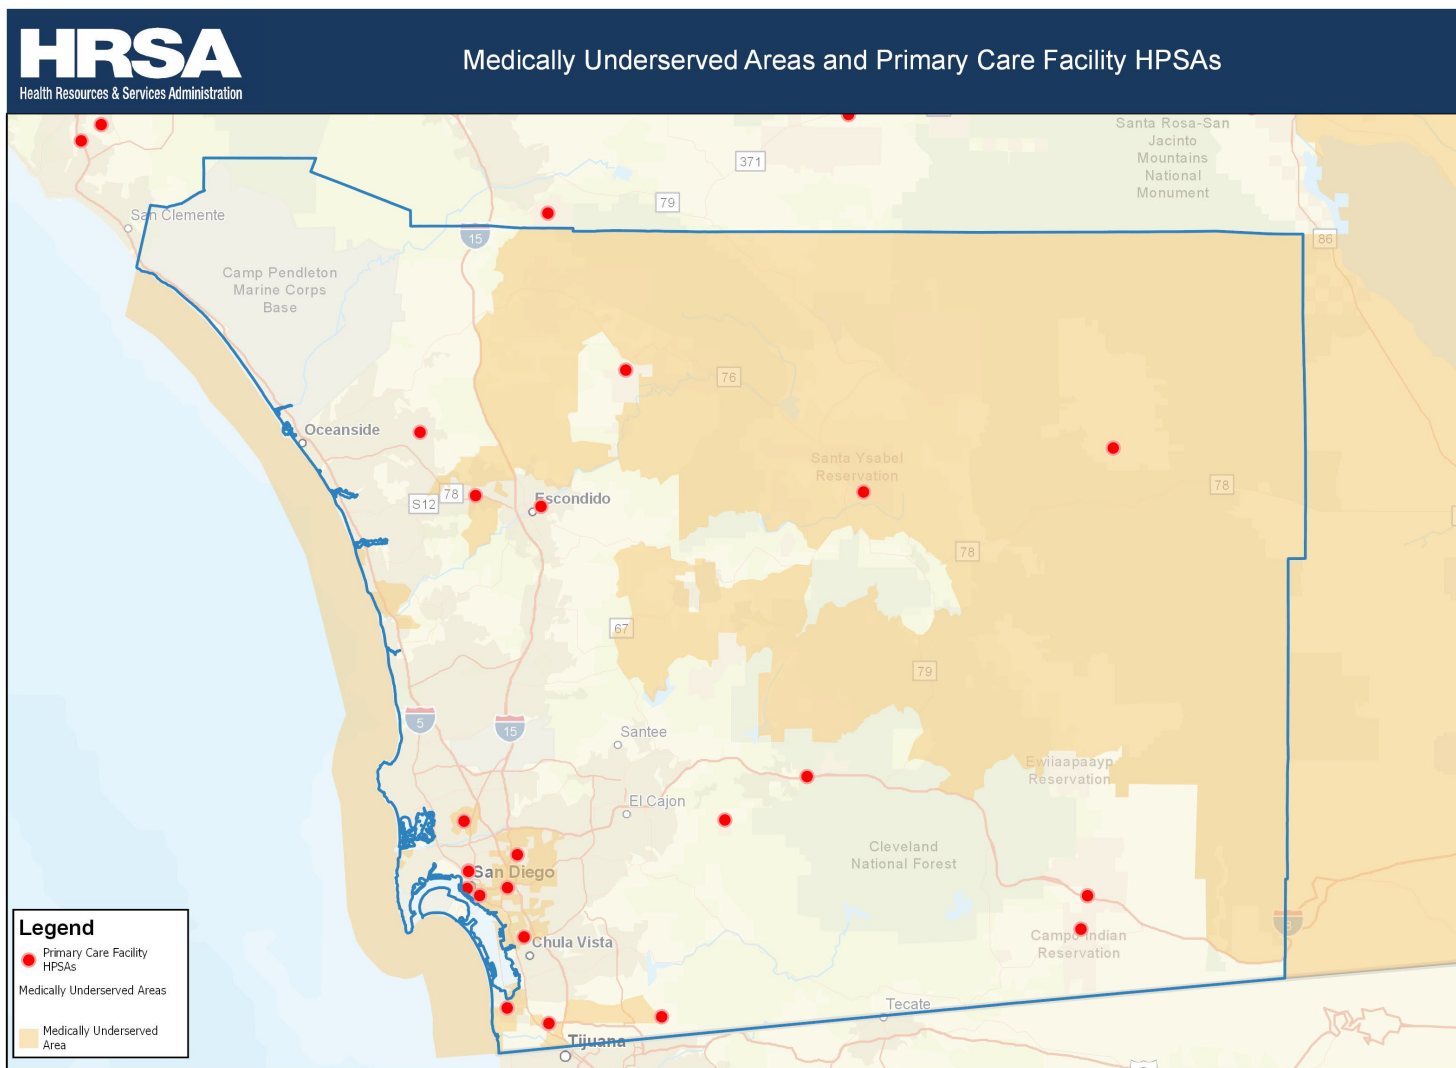 HRSA
Health Resources & Services Administration
Medically Underserved Areas and Primary Care Facility HPSAs
Santa Rosa-San
Jacinto
Mountains
National
Monument
371
79
San Clemente
15
86
Camp Pendleton
Marine Corps
Base
76
Oceanside
Santa Ysabel
Reservation
78
S12
78
Escondido
78
67
79
5
15
Santee
Ewiiaapaayp
Reservation
El Cajon
Cleveland
National Forest
San Diego
Chula Vista
Campo Indian
Reservation
8
Tecate
Tijuana
Legend
Primary Care Facility
HPSAs
Medically Underserved Areas
Medically Underserved
Area